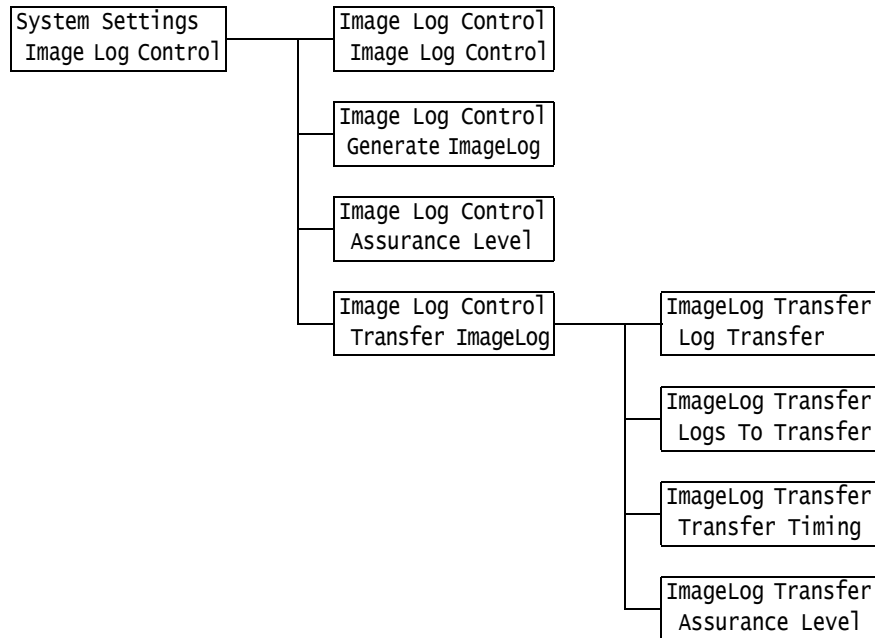 System Settings
Image Log Control
Image Log Control
Image Log Control
Image Log Control
Generate ImageLog
Image Log Control
Assurance Level
Image Log Control
Transfer ImageLog
ImageLog Transfer
Log Transfer
ImageLog Transfer
Logs To Transfer
ImageLog Transfer
Transfer Timing
ImageLog Transfer
Assurance Level